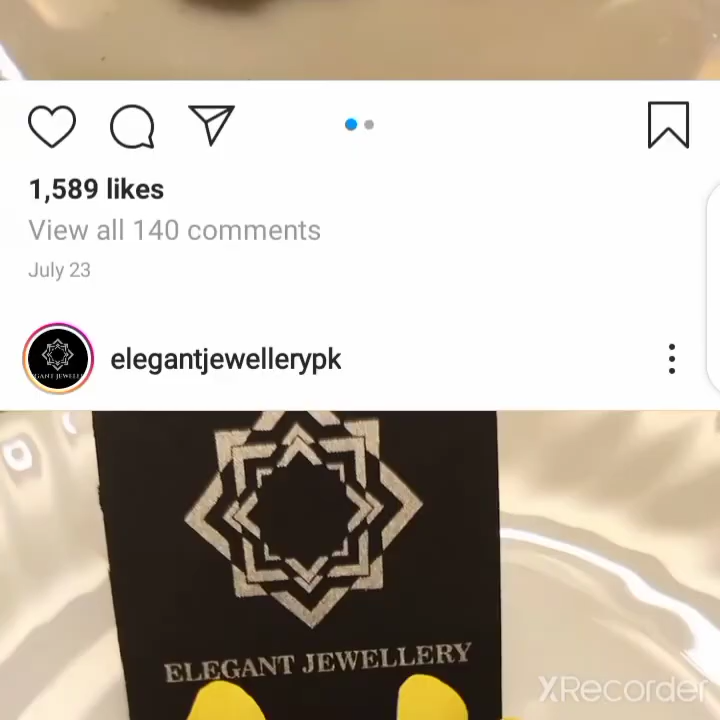 1,589 likes
View all 140 comments
July 23
elegantjewellerypk
ELEGANT JEWELLERY
XRecorder